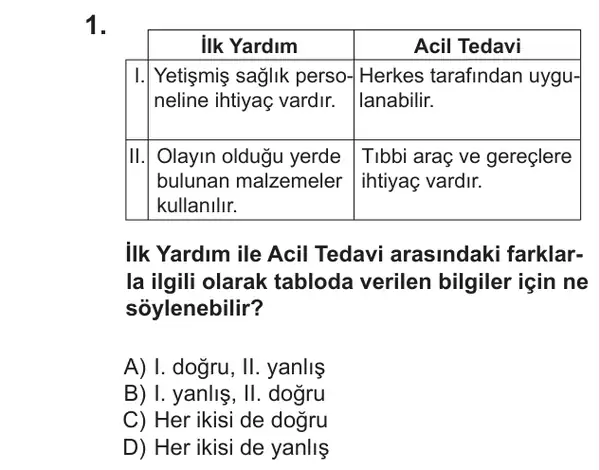 1.
İlk Yardım Acil Tedavi
I. Yetişmiş sağlık perso- Herkes tarafından uygu-
neline ihtiyaç vardır. lanabilir.
II. Olayın olduğu yerde Tıbbi araç ve gereçlere
bulunan malzemeler ihtiyaç vardır.
kullanılır.
İlk Yardım ile Acil Tedavi arasındaki farklar-
la ilgili olarak tabloda verilen bilgiler için ne
söylenebilir?
A) I. doğru, II. yanlış
B) I. yanlış, II. doğru
C) Her ikisi de doğru
D) Her ikisi de yanlış